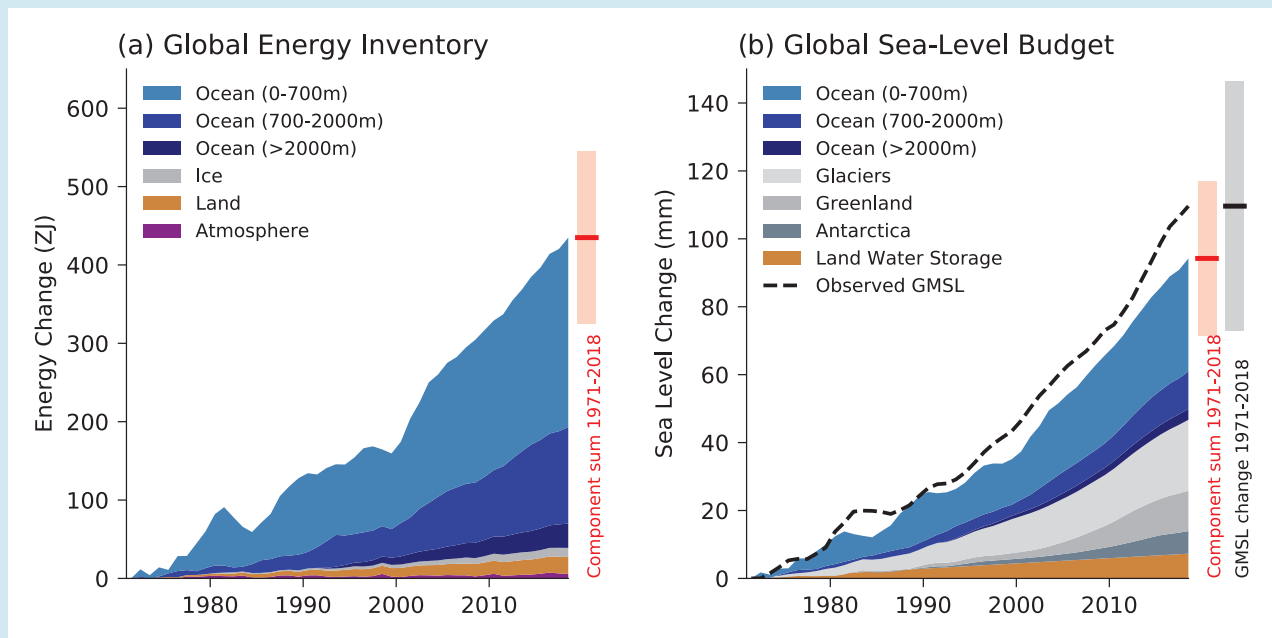 (a) Global Energy Inventory
Energy Change (ZJ)
600
500
400
300
200
100
0
1980
1990
2000
2010
Ocean (0-700m)
Ocean (700-2000m)
Ocean (>2000m)
Ice
Land
Atmosphere
Component sum 1971-2018
(b) Global Sea-Level Budget
Sea Level Change (mm)
140
120
100
80
60
40
20
0
1980
1990
2000
2010
Ocean (0-700m)
Ocean (700-2000m)
Ocean (>2000m)
Glaciers
Greenland
Antarctica
Land Water Storage
Observed GMSL
Component sum 1971-2018
GMSL change 1971-2018